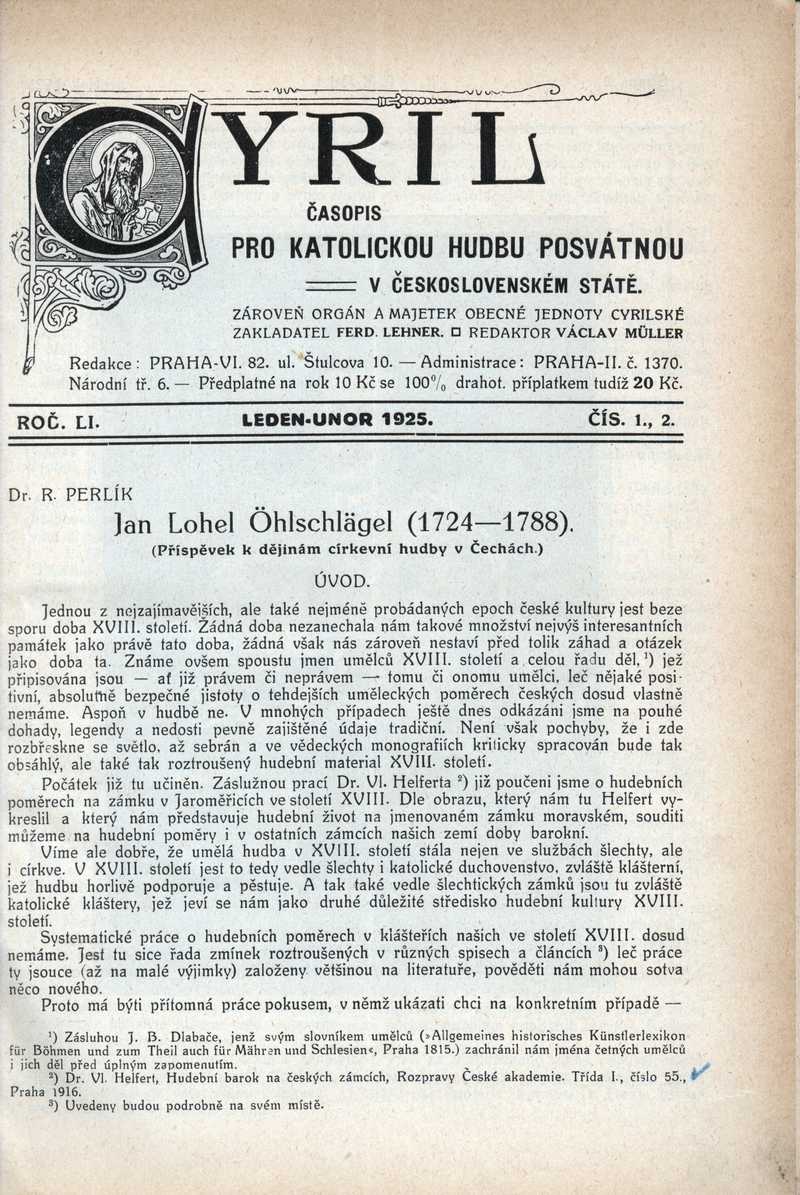 CYRIL
ČASOPIS
PRO KATOLICKOU HUDBU POSVÁTNOU
V ČESKOSLOVENSKÉM STÁTĚ.
ZÁROVEŇ ORGÁN A MAJETEK OBECNÉ JEDNOTY CYRILSKÉ
ZAKLADATEL FERD. LEHNER. □ REDAKTOR VÁCLAV MÜLLER
Redakce: PRAHA-VI. 82. ul. Štulcova 10. — Administrace: PRAHA-II. č. 1370.
Národní tř. 6. — Předplatné na rok 10 Kč se 100% drahot. příplatkem tudíž 20 Kč.
ROČ. LI. LEDEN-UNOR 1925. ČÍS. 1., 2.
Dr. R. PERLÍK
Jan Lohel Öhlschlägel (1724—1788).
(Příspěvek k dějinám církevní hudby v Čechách.)
ÚVOD.
Jednou z nejzajímavějších, ale také nejméně probádaných epoch české kultury jest beze
sporu doba XVIII. století. Žádná doba nezanechala nám takové množství nejvýš interesantních
památek jako právě tato doba, žádná však nás zároveň nestaví před tolik záhad a otázek
jako doba ta. Známe ovšem spoustu jmen umělců XVIII. století a celou řadu děl,¹) jež
připisována jsou — ať již právem či neprávem — tomu či onomu umělci, leč nějaké posi-
tivní, absolutně bezpečné jistoty o tehdejších uměleckých poměrech českých dosud vlastně
nemáme. Aspoň v hudbě ne. V mnohých případech ještě dnes odkázáni jsme na pouhé
dohady, legendy a nedosti pevně zajištěné údaje tradiční. Není však pochyby, že i zde
rozbřeskne se světlo, až sebrán a ve vědeckých monografiích kriticky spracován bude tak
obsáhlý, ale také tak roztroušený hudební material XVIII. století.
Počátek již tu učiněn. Záslužnou prací Dr. Vl. Helferta ²) již poučeni jsme o hudebních
poměrech na zámku v Jaroměřicích ve století XVIII. Dle obrazu, který nám tu Helfert vy-
kreslil a který nám představuje hudební život na jmenovaném zámku moravském, souditi
můžeme na hudební poměry i v ostatních zámcích našich zemí doby barokní.
Víme ale dobře, že umělá hudba v XVIII. století stála nejen ve službách šlechty, ale
i církve. V XVIII. století jest to tedy vedle šlechty i katolické duchovenstvo, zvláště klášterní,
jež hudbu horlivě podporuje a pěstuje. A tak také vedle šlechtických zámků jsou tu zvláště
katolické kláštery, jež jeví se nám jako druhé důležité středisko hudební kultury XVIII.
století.
Systematické práce o hudebních poměrech v klášteřích našich ve století XVIII. dosud
nemáme. Jest tu sice řada zmínek roztroušených v různých spisech a článcích ³) leč práce
ty jsouce (až na malé výjimky) založeny většinou na literatuře, pověděti nám mohou sotva
něco nového.
Proto má býti přítomná práce pokusem, v němž ukázati chci na konkretním případě —
¹) Zásluhou J. B. Dlabače, jenž svým slovníkem umělců (»Allgemeines historisches Künstlerlexikon
für Böhmen und zum Theil auch für Mähren und Schlesien«, Praha 1815.) zachránil nám jména četných umělců
i jich děl před úplným zapomenutím.
²) Dr. Vl. Helfert, Hudební barok na českých zámcích, Rozpravy České akademie. Třída I., číslo 55.,
Praha 1916.
³) Uvedeny budou podrobně na svém místě.